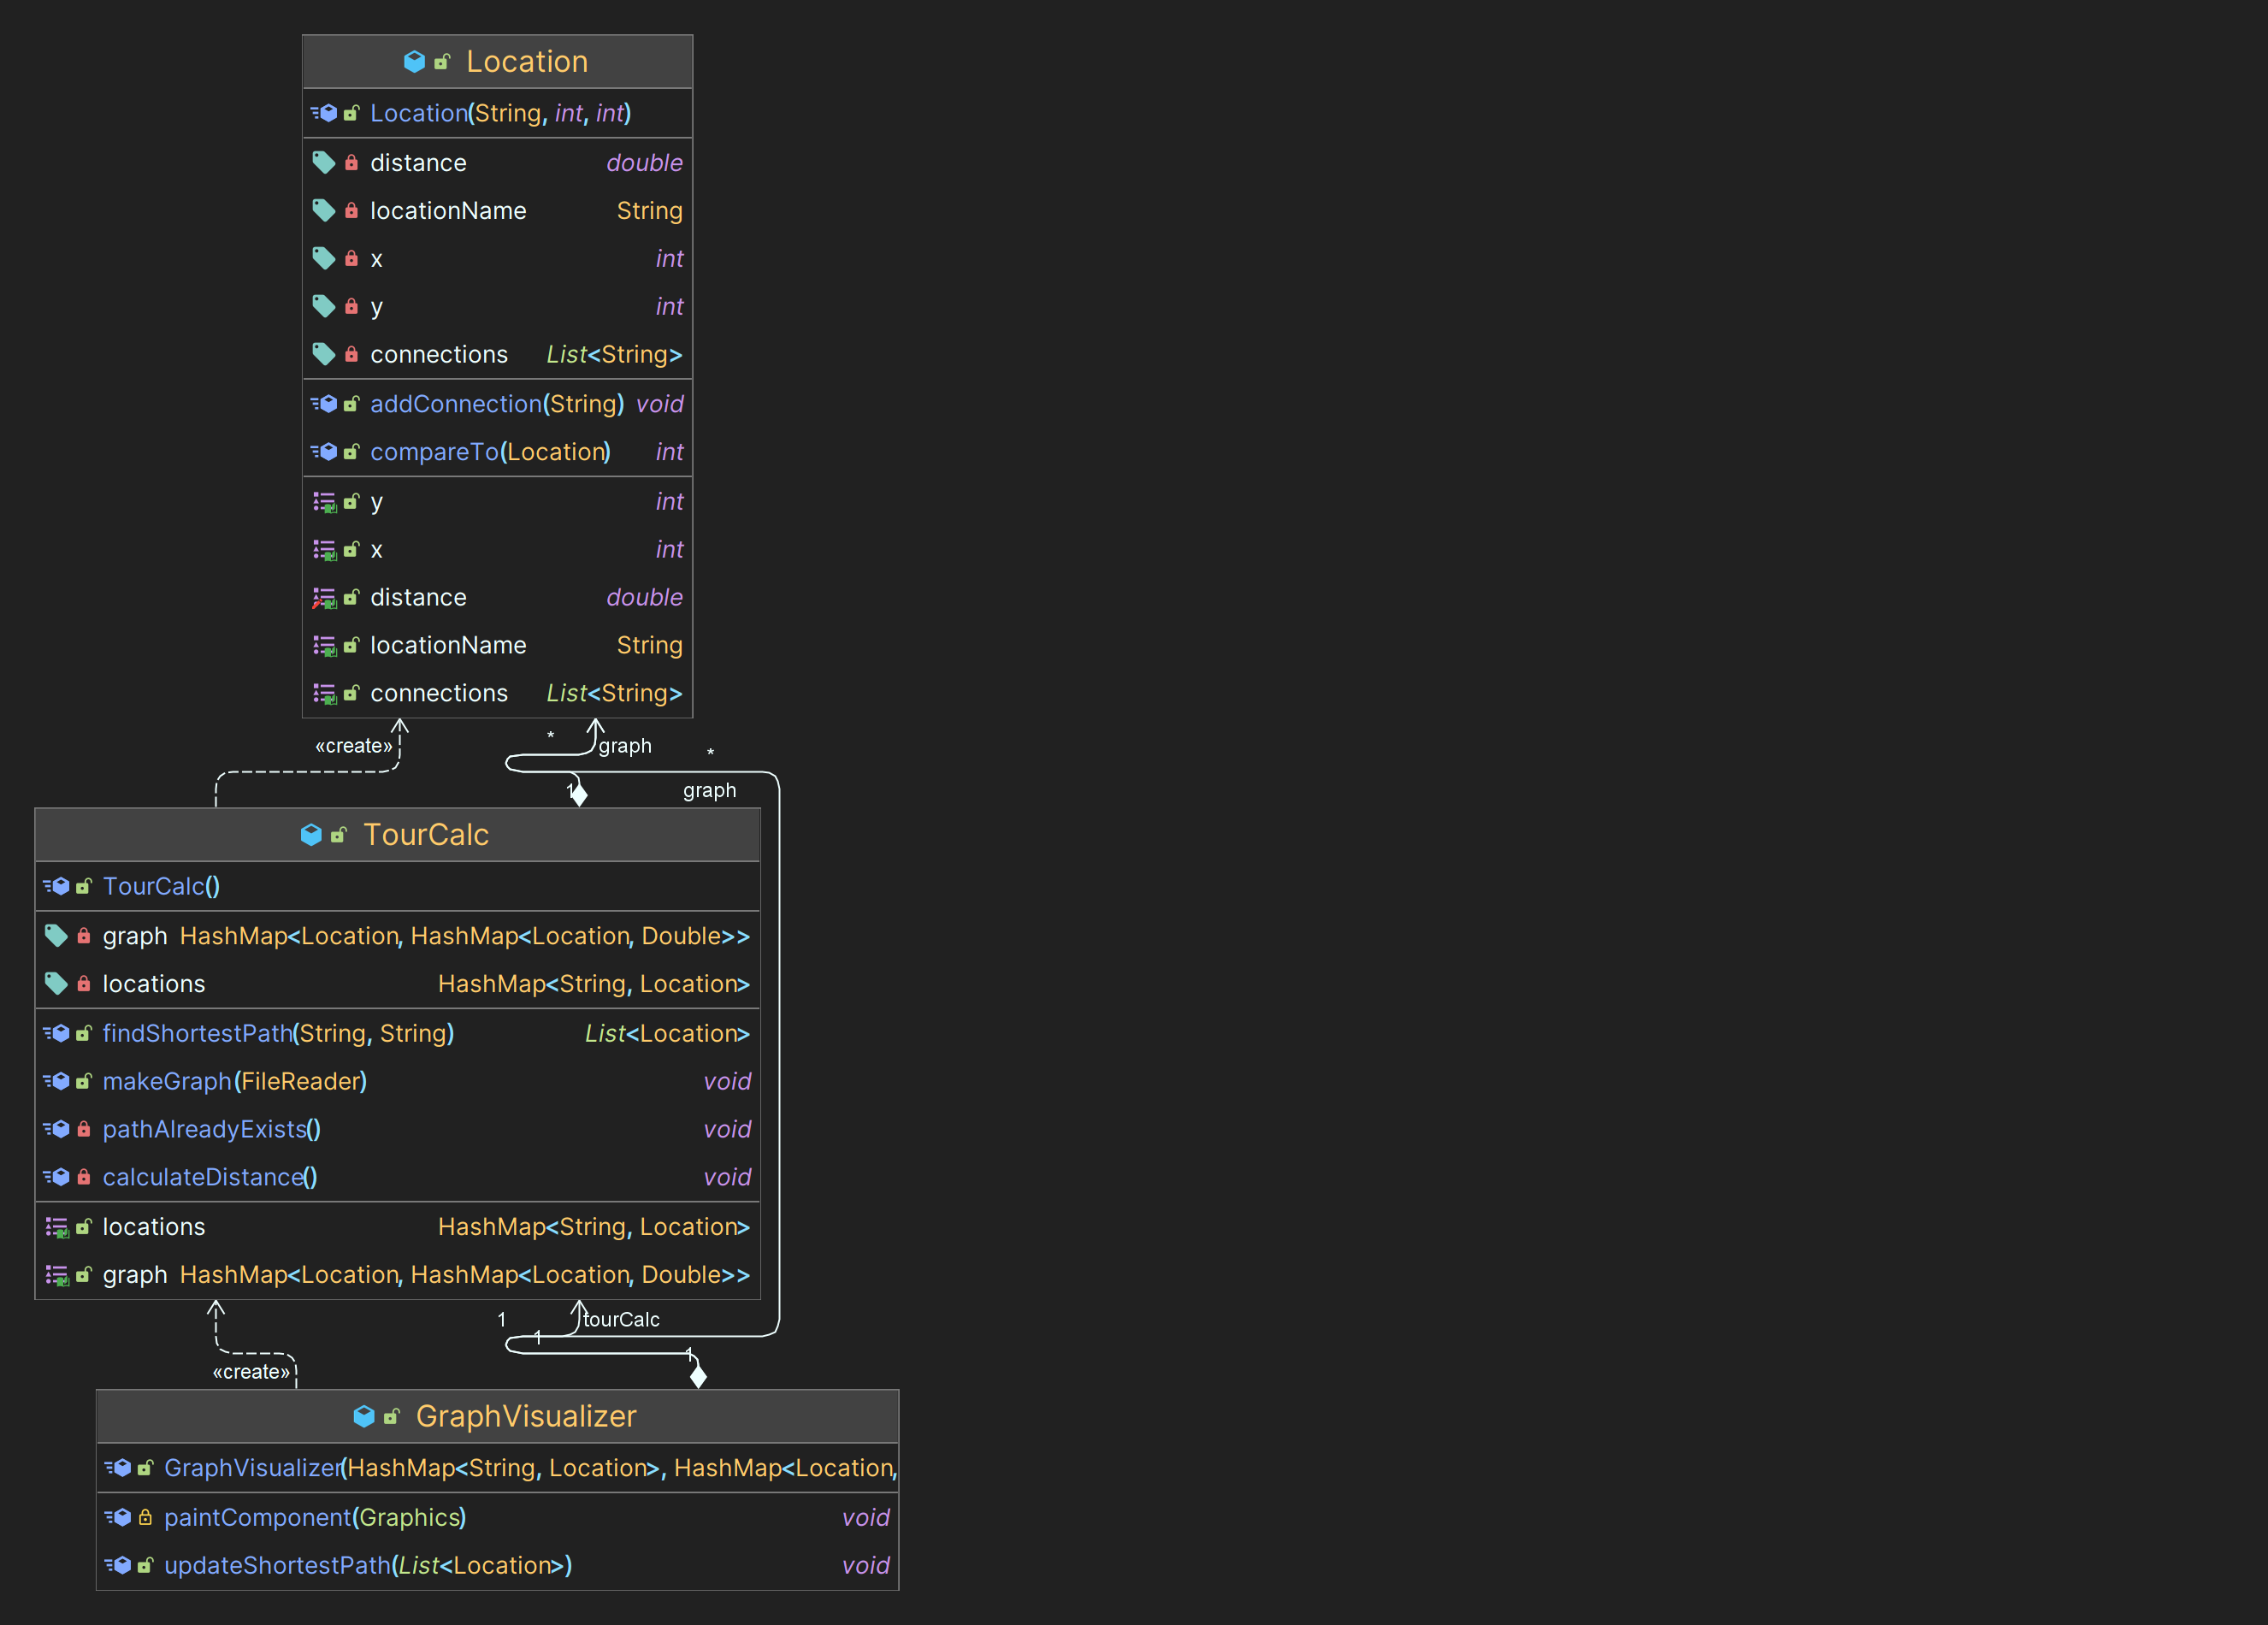 Location
Location(String, int, int)
distance double
locationName String
x int
y int
connections List<String>
addConnection(String) void
compareTo(Location) int
y int
x int
distance double
locationName String
connections List<String>
*
«create» graph
*
1 graph
TourCalc
TourCalc()
graph HashMap<Location, HashMap<Location, Double>>
locations HashMap<String, Location>
findShortestPath(String, String) List<Location>
makeGraph(FileReader) void
pathAlreadyExists() void
calculateDistance() void
locations HashMap<String, Location>
graph HashMap<Location, HashMap<Location, Double>>
1 tourCalc
1
1
«create»
GraphVisualizer
GraphVisualizer(HashMap<String, Location>, HashMap<Location,
paintComponent(Graphics) void
updateShortestPath(List<Location>) void